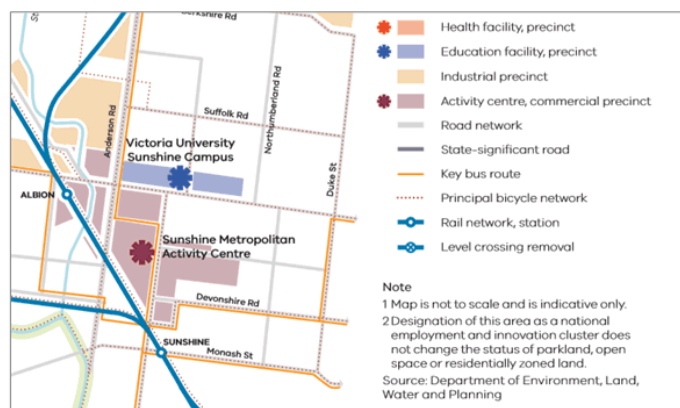 Berkshire Rd
St
Anderson Rd
Suffolk Rd
Northumberland Rd
Duke St
Victoria University
Sunshine Campus
ALBION
Sunshine Metropolitan
Activity Centre
Devonshire Rd
SUNSHINE
Monash St
Health facility, precinct
Education facility, precinct
Industrial precinct
Activity centre, commercial precinct
Road network
State-significant road
Key bus route
Principal bicycle network
Rail network, station
Level crossing removal
Note
1 Map is not to scale and is indicative only.
2 Designation of this area as a national
employment and innovation cluster does
not change the status of parkland, open
space or residentially zoned land.
Source: Department of Environment, Land,
Water and Planning